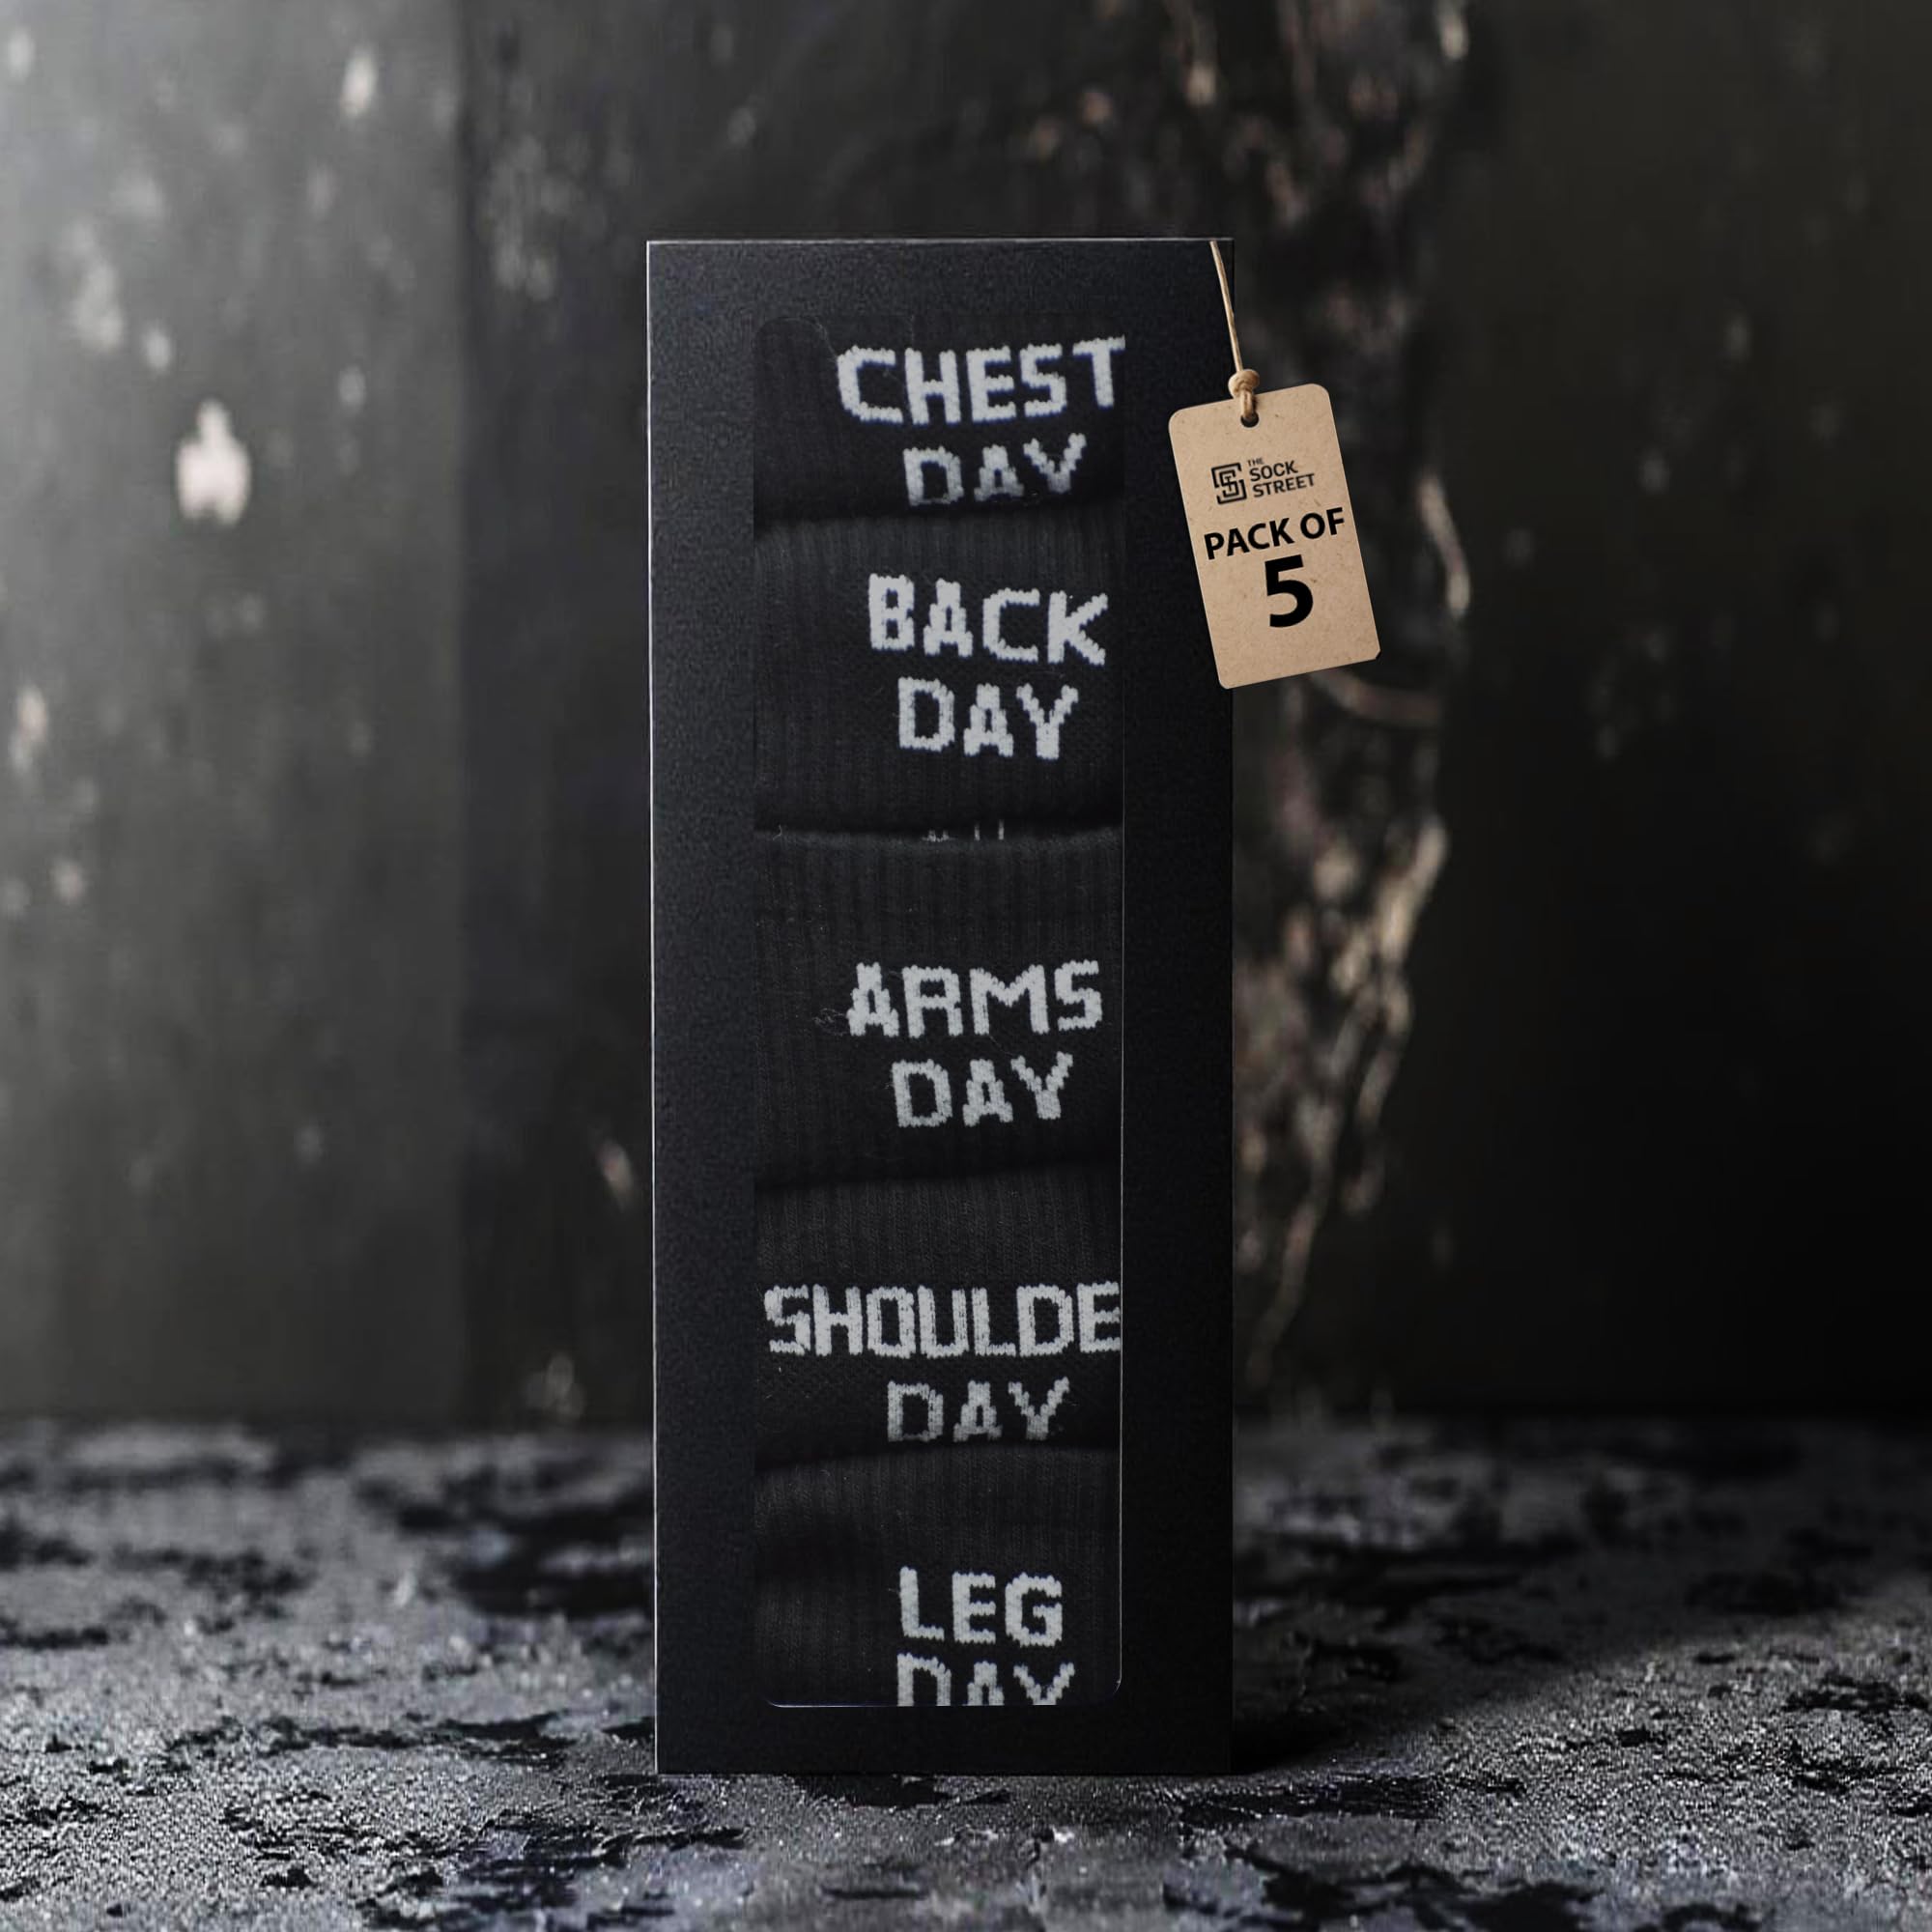 CHEST
DAY
THE
SOCK
STREET
PACK OF
5
BACK
DAY
ARMS
DAY
SHOULDE
DAY
LEG
DAY